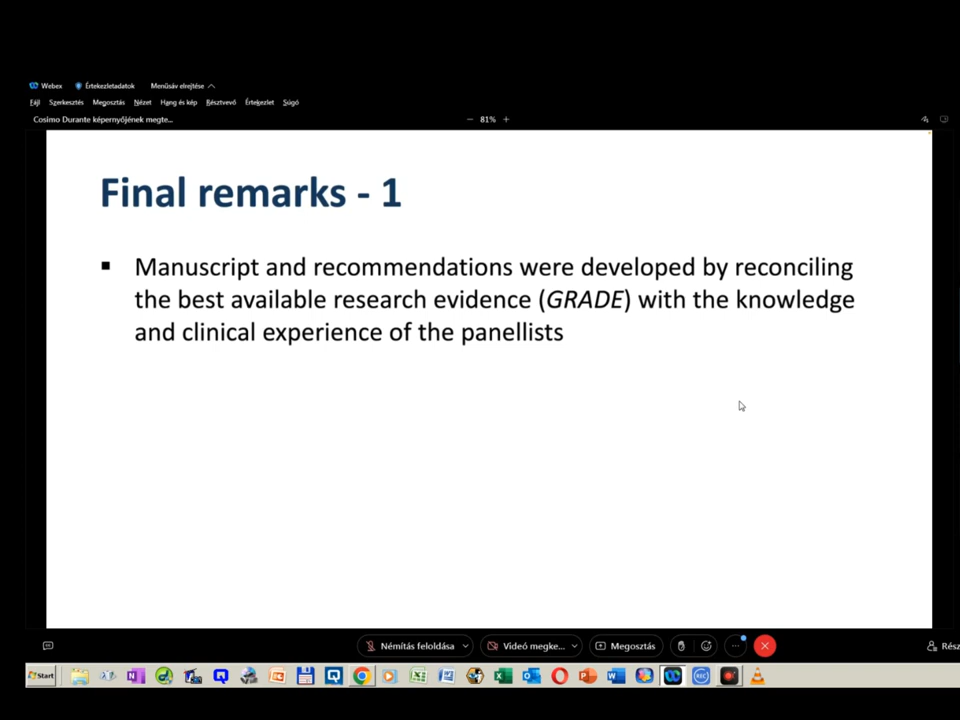 Webex Értekezletadatok Menüsáv elrejtése
Fájl Szerkesztés Megosztás Nézet Hang és kép Résztvevő Értekezlet Súgó
Cosimo Durante képernyőjének megte... 81%
Final remarks - 1
Manuscript and recommendations were developed by reconciling
the best available research evidence (GRADE) with the knowledge
and clinical experience of the panellists
Némítás feloldása Videó megke... Megosztás Rész
Start